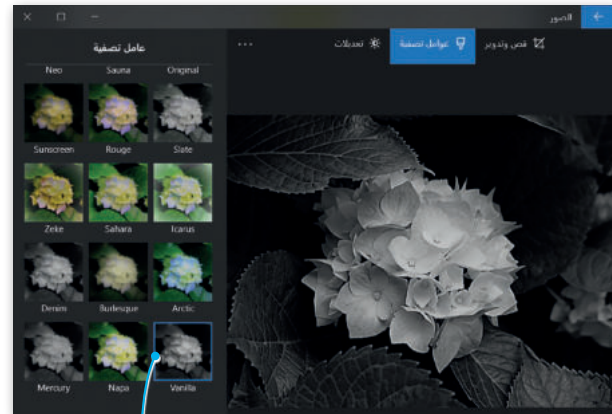 الصور
قص وتدوير
عوامل تصفية
تعديلات
عامل تصفية
Neo Sauna Original
Sunscreen Rouge Slate
Zeke Sahara Icarus
Denim Burlesque Arctic
Mercury Napa Vanilla